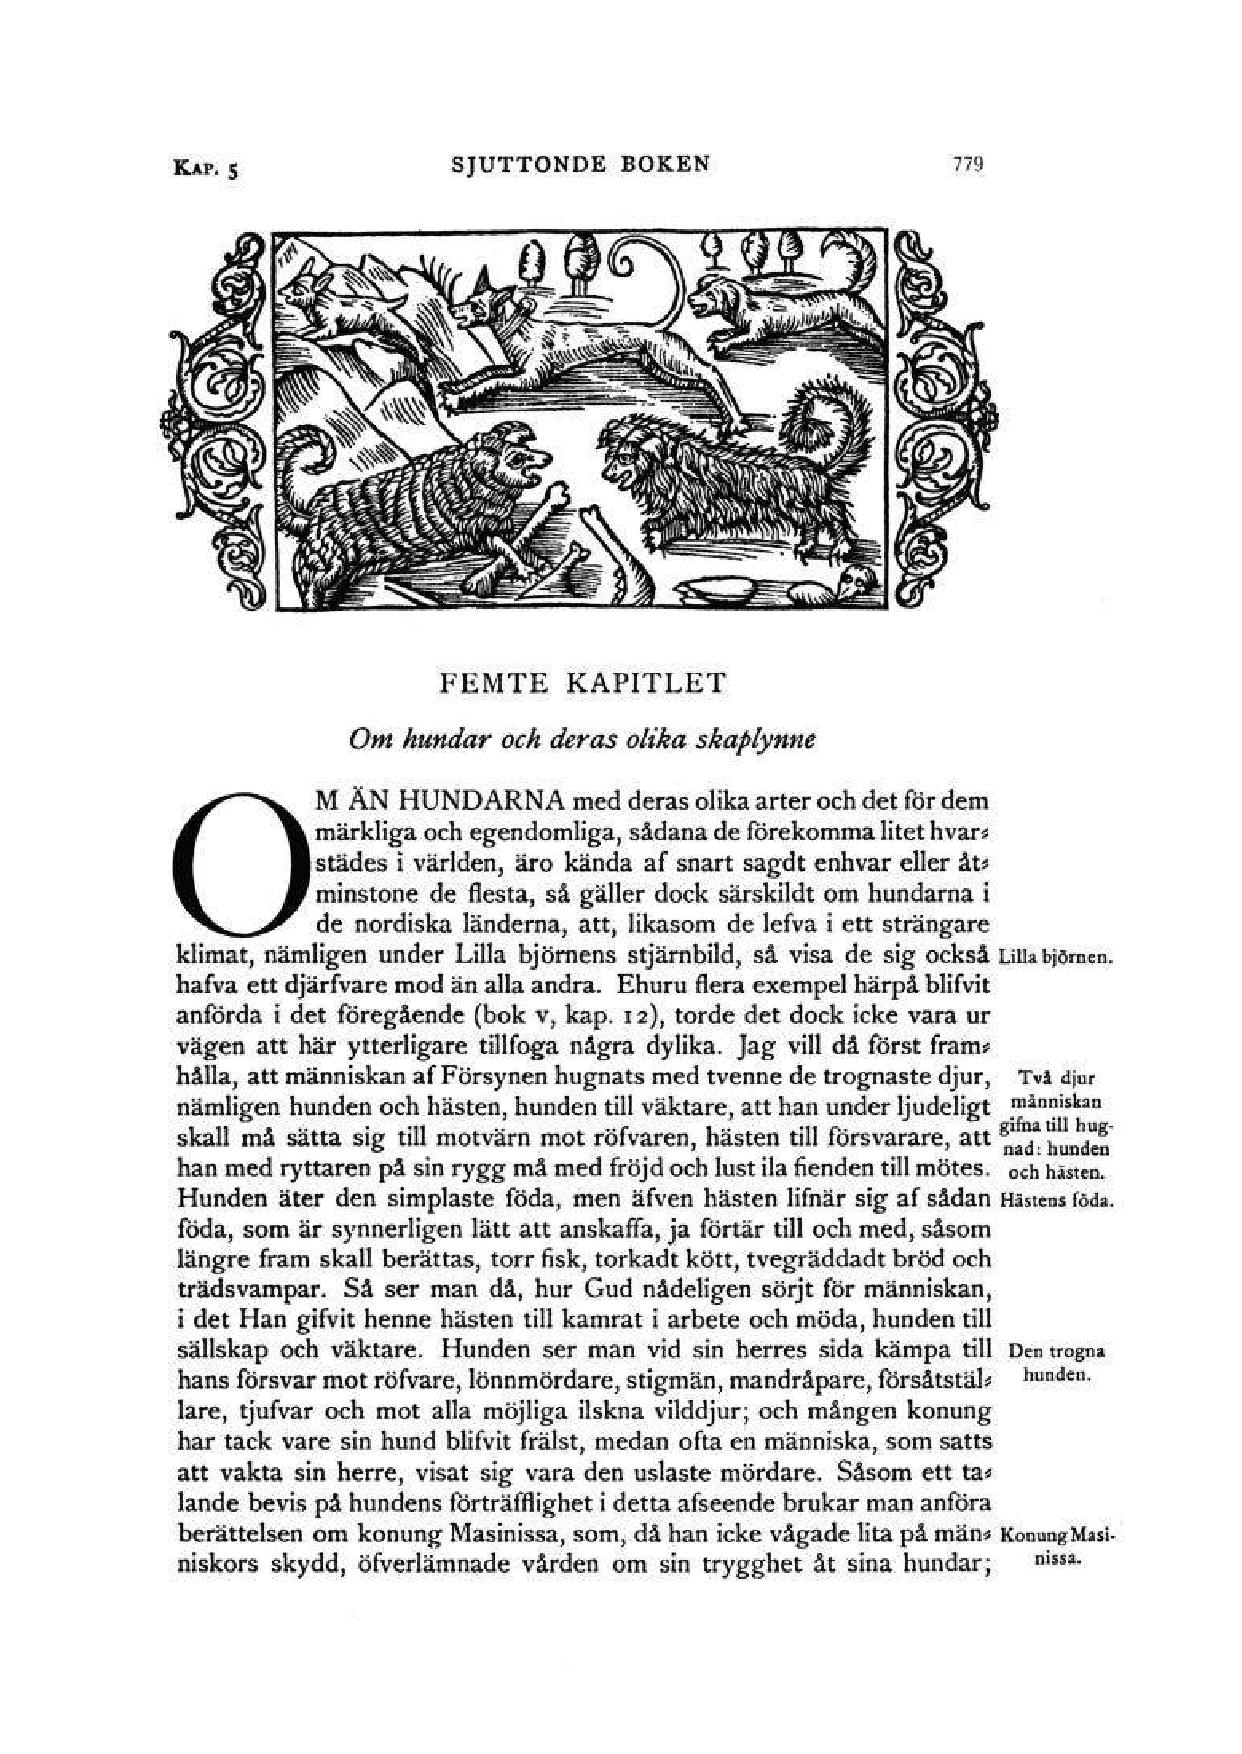 KAP. 5 SJUTTONDE BOKEN 779
FEMTE KAPITLET
Om hundar och deras olika skaplynne
OM ÄN HUNDARNA med deras olika arter och det för dem
märkliga och egendomliga, sådana de förekomma litet hvar-
städes i världen, äro kända af snart sagdt enhvar eller åt-
minstone de flesta, så gäller dock särskildt om hundarna i
de nordiska länderna, att, likasom de lefva i ett strängare
klimat, nämligen under Lilla björnens stjärnbild, så visa de sig också
Lilla björnen.
hafva ett djärfvare mod än alla andra. Ehuru flera exempel härpå blifvit
anförda i det föregående (bok v, kap. 12), torde det dock icke vara ur
vägen att här ytterligare tillfoga några dylika. Jag vill då först fram-
hålla, att människan af Försynen hugnats med tvenne de trognaste djur,
nämligen hunden och hästen, hunden till väktare, att han under ljudeligt
skall må sätta sig till motvärn mot röfvaren, hästen till försvarare, att
han med ryttaren på sin rygg må med fröjd och lust ila fienden till mötes.
Två djur
människan
gifna till hug-
nad: hunden
och hästen.
Hunden äter den simplaste föda, men äfven hästen lifnär sig af sådan
Hästens föda.
föda, som är synnerligen lätt att anskaffa, ja förtär till och med, såsom
längre fram skall berättas, torr fisk, torkadt kött, tvegräddadt bröd och
trädsvampar. Så ser man då, hur Gud nådeligen sörjt för människan,
i det Han gifvit henne hästen till kamrat i arbete och möda, hunden till
sällskap och väktare. Hunden ser man vid sin herres sida kämpa till
hans försvar mot röfvare, lönnmördare, stigmän, mandråpare, försåtstäl-
Den trogna
hunden.
lare, tjufvar och mot alla möjliga ilskna vilddjur; och mången konung
har tack vare sin hund blifvit frälst, medan ofta en människa, som satts
att vakta sin herre, visat sig vara den uslaste mördare. Såsom ett ta-
lande bevis på hundens förträfflighet i detta afseende brukar man anföra
berättelsen om konung Masinissa, som, då han icke vågade lita på män-
niskors skydd, öfverlämnade vården om sin trygghet åt sina hundar;
Konung Masi-
nissa.